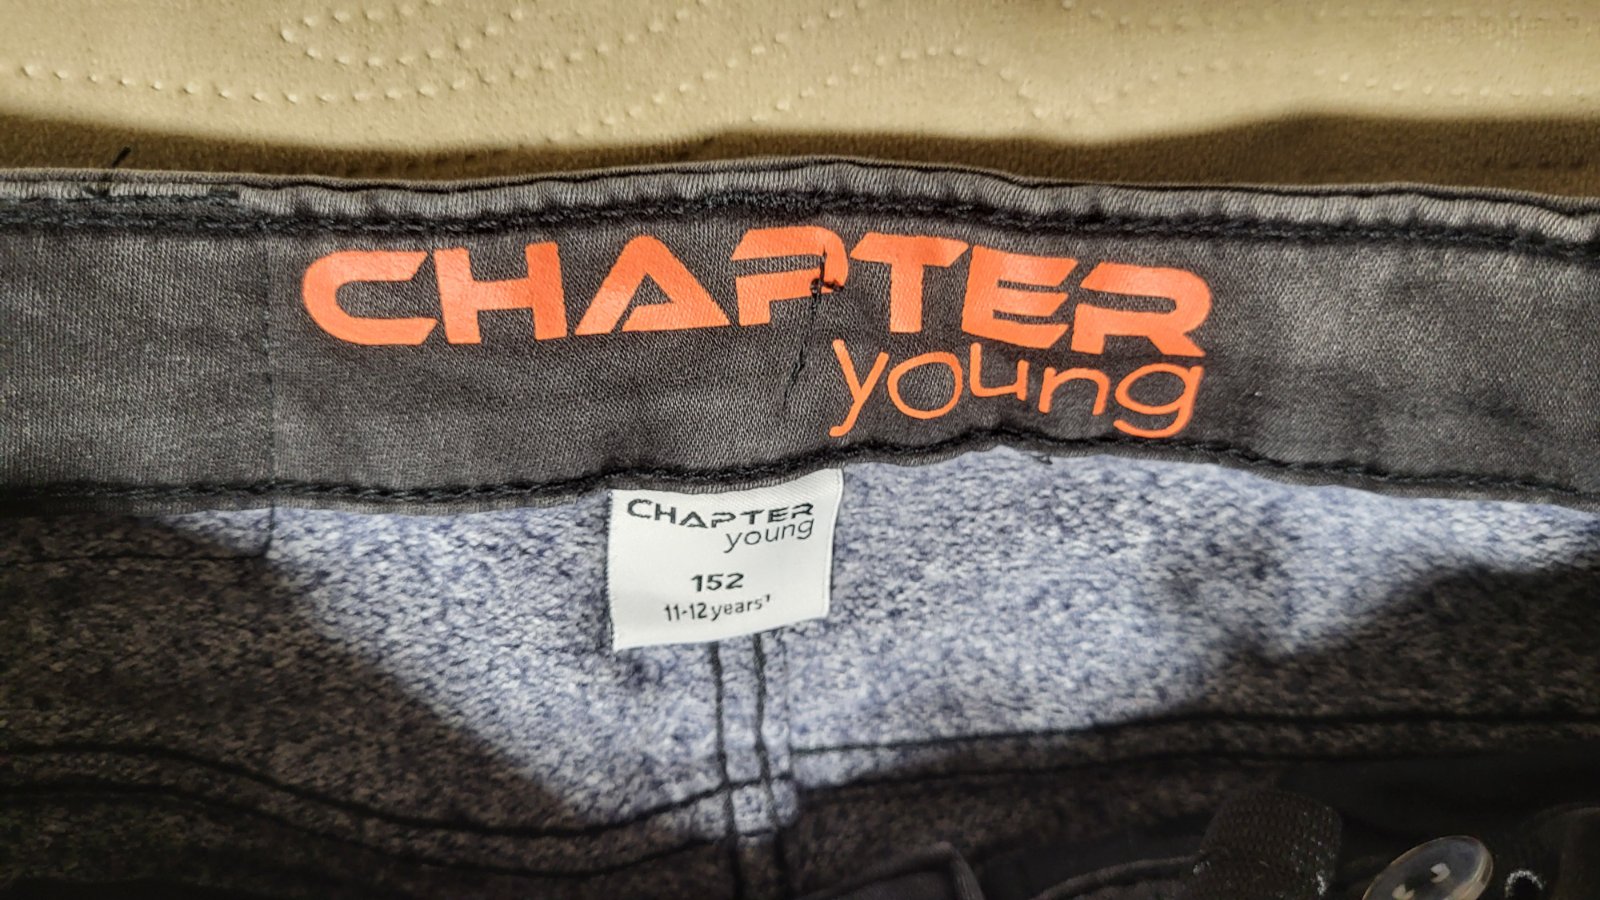 CHAPTER
young
CHAPTER
young
152
11-12 years¹